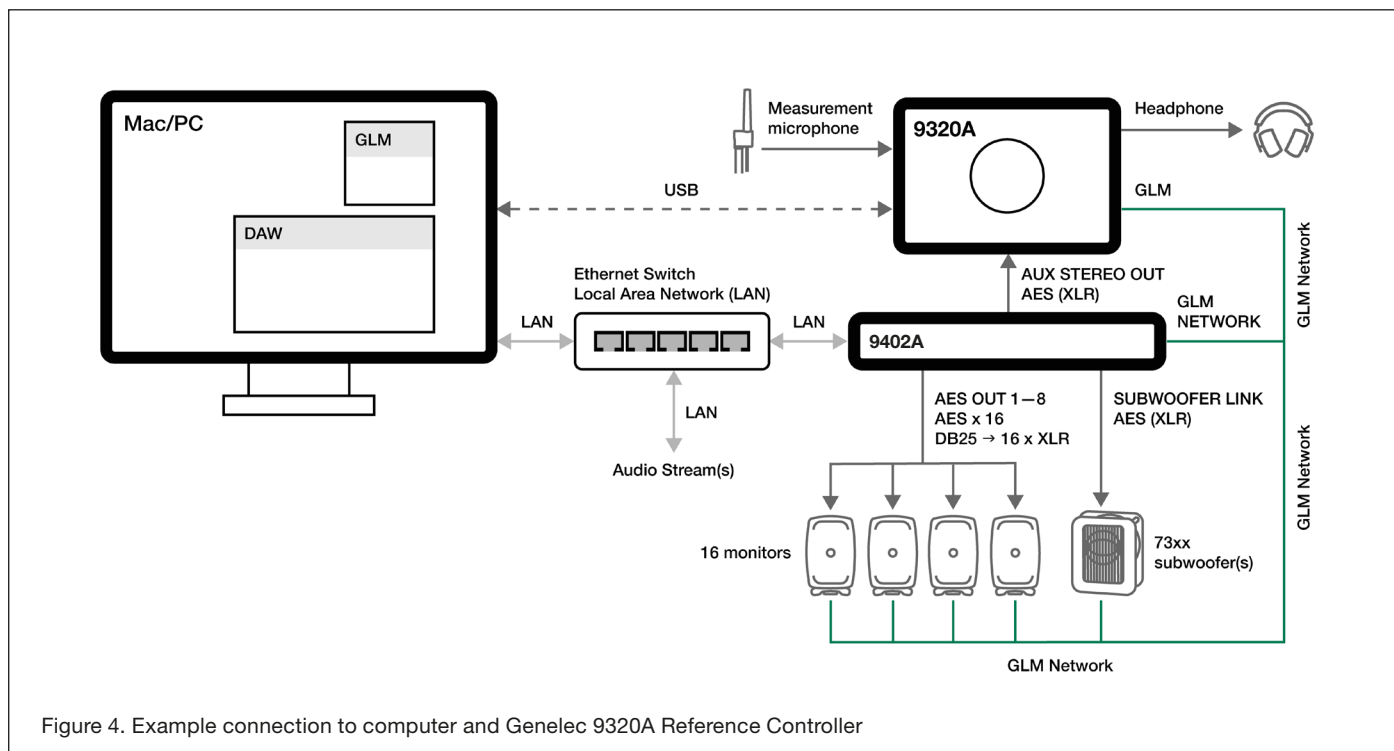 Mac/PC
GLM
DAW
Measurement
microphone
9320A
Headphone
USB
GLM
GLM Network
Ethernet Switch
Local Area Network (LAN)
AUX STEREO OUT
AES (XLR)
GLM
NETWORK
LAN
LAN
9402A
LAN
Audio Stream(s)
AES OUT 1—8
AES x 16
DB25 → 16 x XLR
SUBWOOFER LINK
AES (XLR)
GLM Network
16 monitors
73xx
subwoofer(s)
GLM Network
Figure 4. Example connection to computer and Genelec 9320A Reference Controller